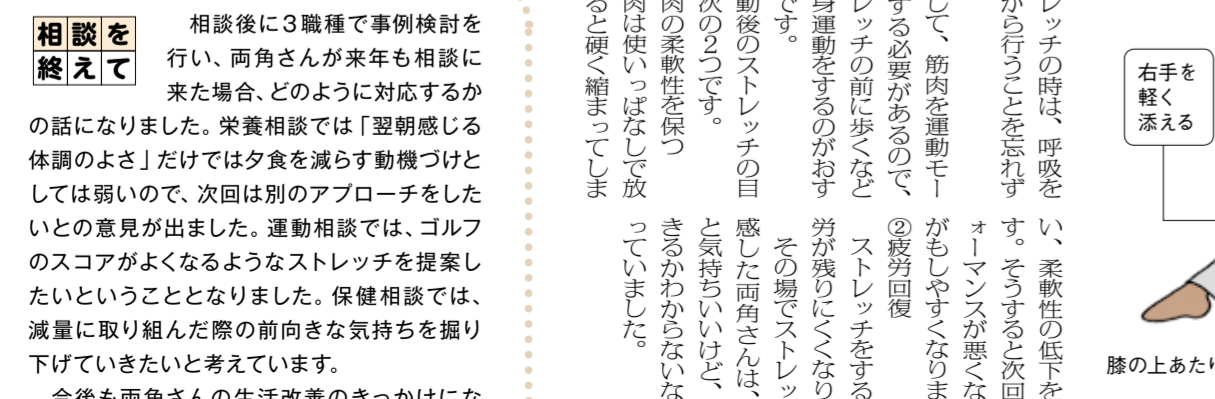 右手を
軽く
添える
膝の上あたり
レッチの時は、呼吸を
から行うことを忘れず
して、筋肉を運動モー
する必要があるので、
レッチの前に歩くなど
身運動をするのがおす
です。
動後のストレッチの目
次の2つです。
肉の柔軟性を保つ
肉は使いっぱなしで放
ると硬く縮まってしま
い、柔軟性の低下を
す。そうすると次回
ォーマンスが悪くな
がもしやすくなりま
②疲労回復
ストレッチをする
労が残りにくくなり
その場でストレッ
感した両角さんは、
と気持ちいいけど、
きるかわからないな
っていました。
相談を
終えて
相談後に3職種で事例検討を
行い、両角さんが来年も相談に
来た場合、どのように対応するか
の話になりました。栄養相談では「翌朝感じる
体調のよさ」だけでは夕食を減らす動機づけと
しては弱いので、次回は別のアプローチをした
いとの意見が出ました。運動相談では、ゴルフ
のスコアがよくなるようなストレッチを提案し
たいということとなりました。保健相談では、
減量に取り組んだ際の前向きな気持ちを掘り
下げていきたいと考えています。
今後も両角さんの生活改善のきっかけにな